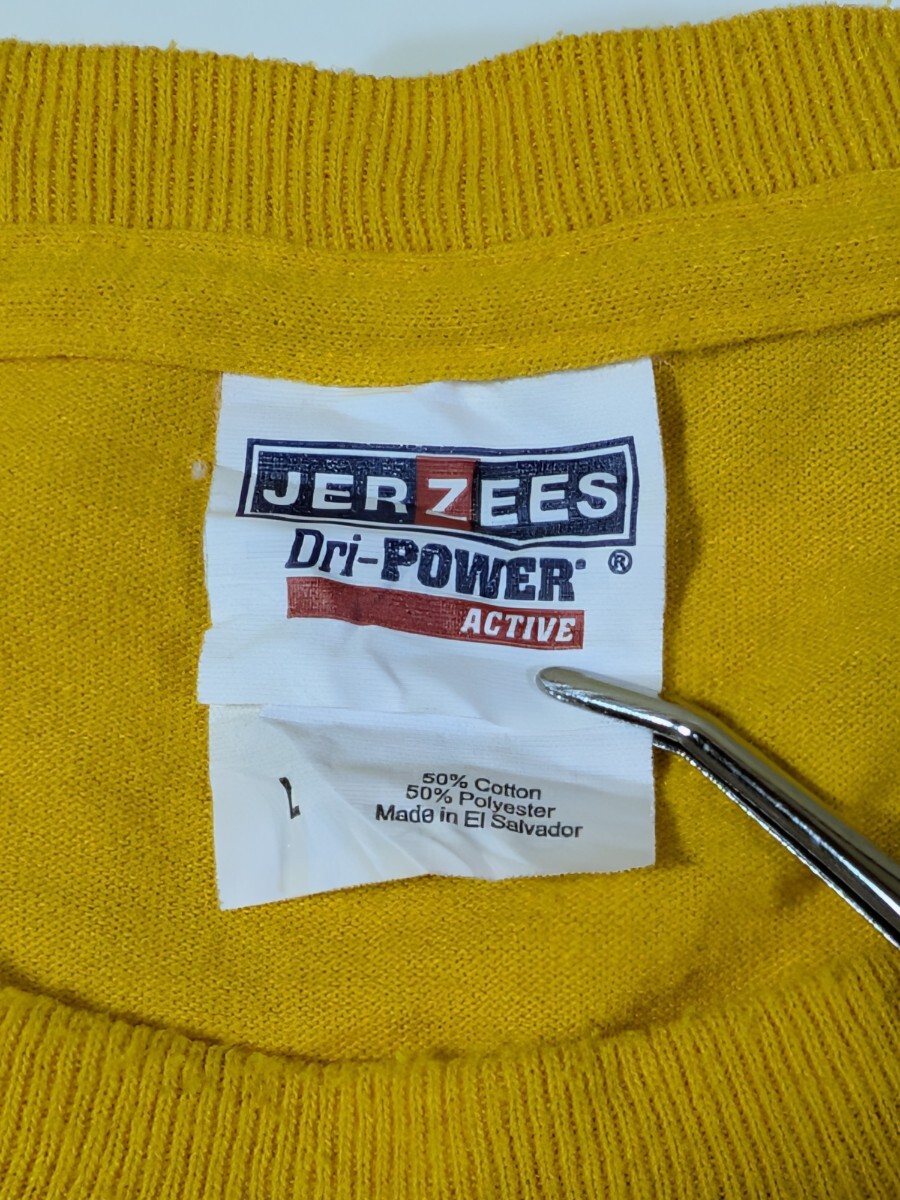 JERZEES
Dri-POWER ®
ACTIVE
L
50% Cotton
50% Polyester
Made in El Salvador